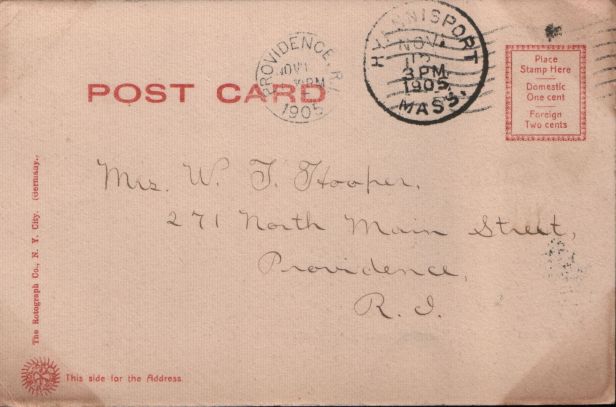 POST CARD
PROVIDENCE, R.I.
NOV
PM
1905
HYANNISPORT
NOV
3 PM
1905
MASS.
Place
Stamp Here
Domestic
One cent
Foreign
Two cents
Mrs. W. T. Hooper,
271 North Main Street,
Providence,
R. I.
The Rotograph Co., N. Y. City. (Germany.)
This side for the Address